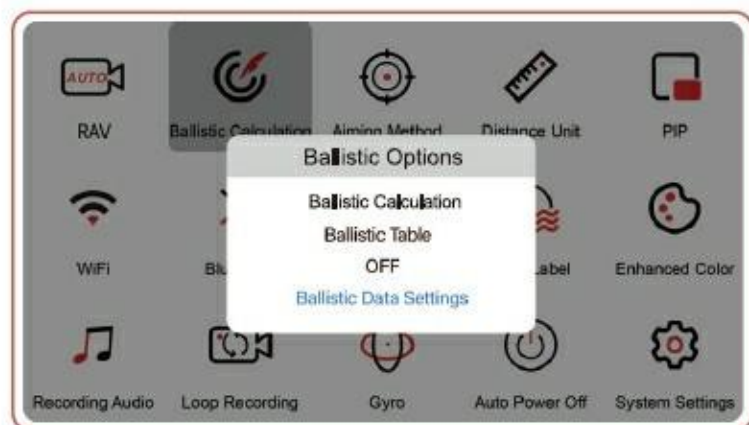 AUTO
RAV
Ballistic Calculation
Aiming Method
Distance Unit
PIP
Ballistic Options
Ballistic Calculation
Ballistic Table
OFF
Ballistic Data Settings
WiFi
Enhanced Color
Recording Audio
Loop Recording
Gyro
Auto Power Off
System Settings